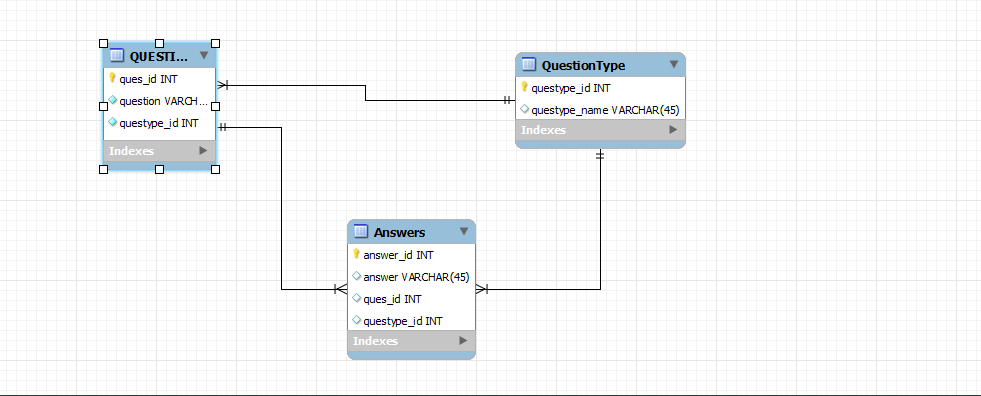 QUESTI...
ques_id INT
question VARCH...
questype_id INT
Indexes
QuestionType
questype_id INT
questype_name VARCHAR(45)
Indexes
Answers
answer_id INT
answer VARCHAR(45)
ques_id INT
questype_id INT
Indexes